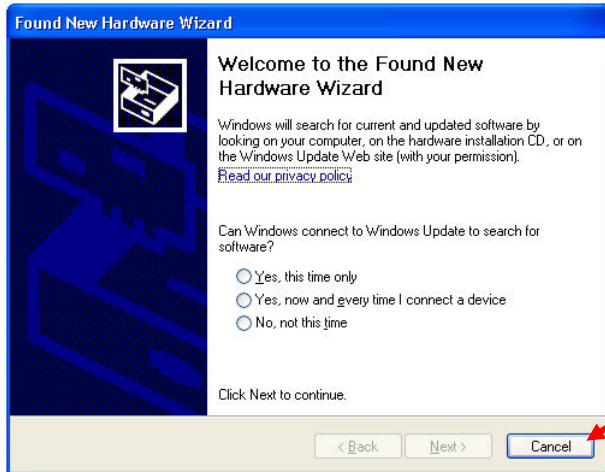 Found New Hardware Wizard
Welcome to the Found New
Hardware Wizard
Windows will search for current and updated software by
looking on your computer, on the hardware installation CD, or on
the Windows Update Web site (with your permission).
Read our privacy policy
Can Windows connect to Windows Update to search for
software?
Yes, this time only
Yes, now and every time I connect a device
No, not this time
Click Next to continue.
< Back Next > Cancel